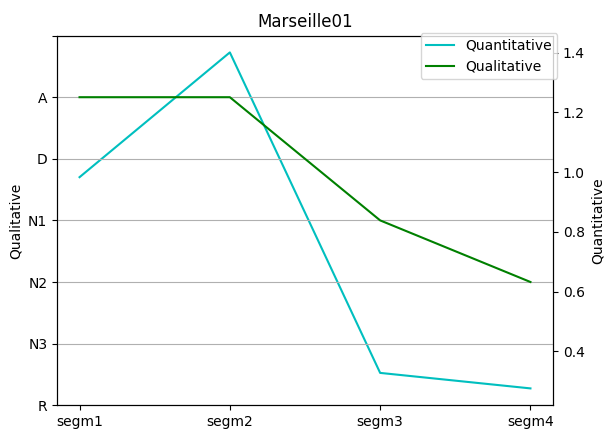 Marseille01
Quantitative
Qualitative
A
D
N1
N2
N3
R
Qualitative
1.4
1.2
1.0
0.8
0.6
0.4
Quantitative
segm1 segm2 segm3 segm4